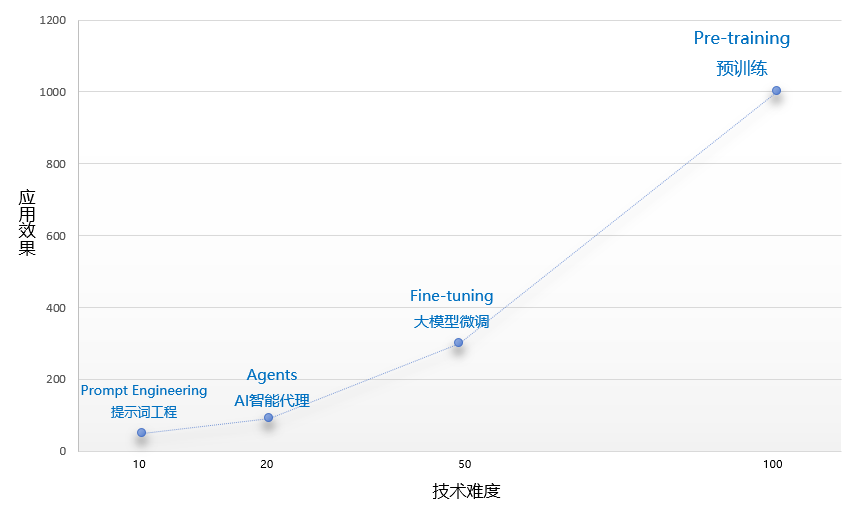 1200
Pre-training
预训练
1000
800
应用效果
600
400
Fine-tuning
大模型微调
200
Agents
AI智能代理
Prompt Engineering
提示词工程
0
10
20
50
100
技术难度